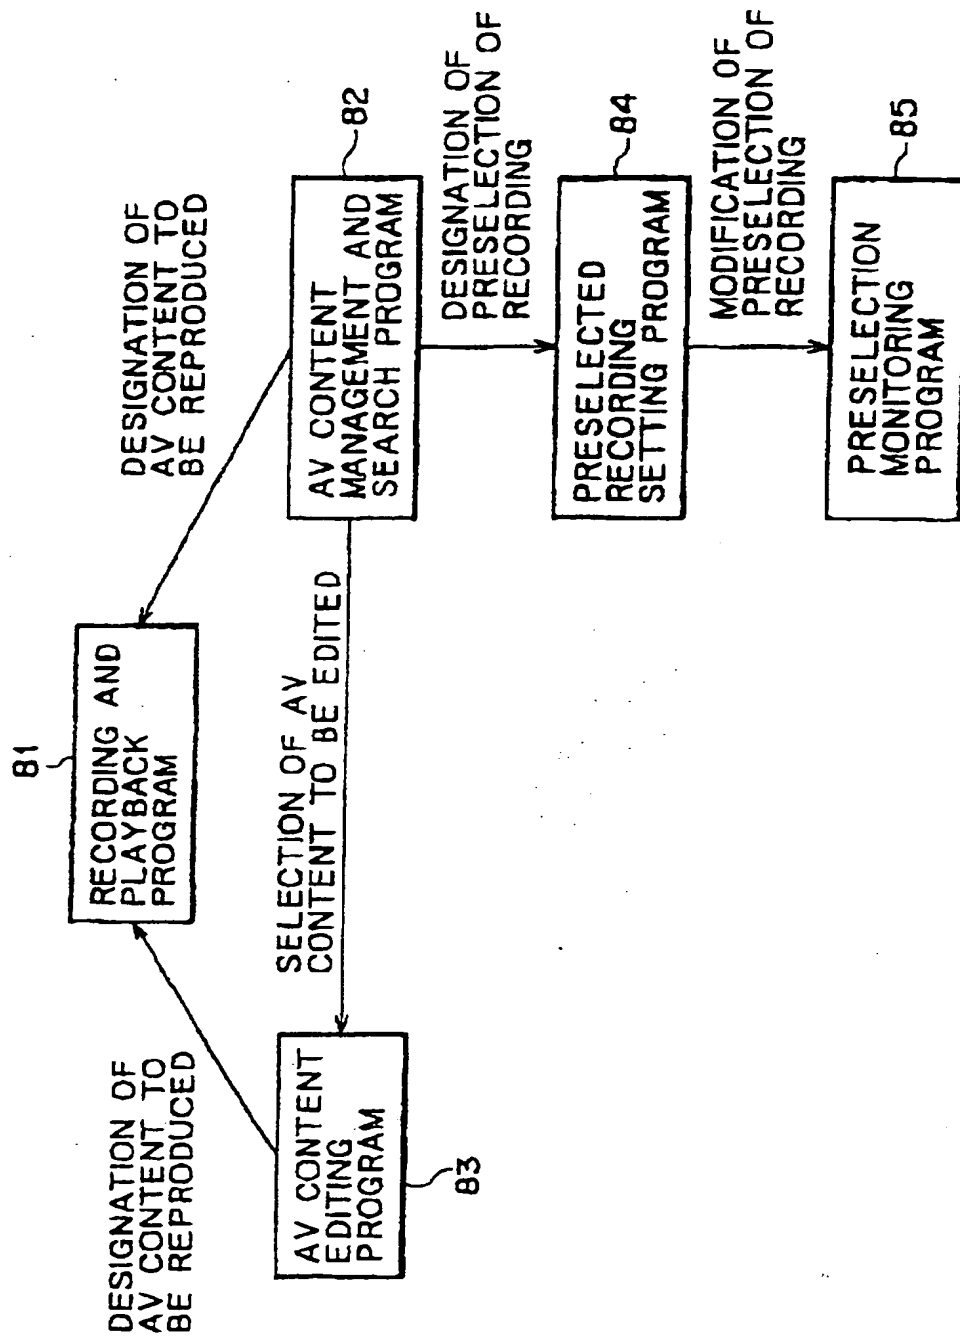 81
RECORDING AND
PLAYBACK
PROGRAM
DESIGNATION OF
AV CONTENT TO
BE REPRODUCED
DESIGNATION OF
AV CONTENT TO
BE REPRODUCED
AV CONTENT
EDITING
PROGRAM
83
SELECTION OF AV
CONTENT TO BE EDITED
AV CONTENT
MANAGEMENT AND
SEARCH PROGRAM
82
DESIGNATION OF
PRESELECTION OF
RECORDING
PRESELECTED
RECORDING
SETTING PROGRAM
84
MODIFICATION OF
PRESELECTION OF
RECORDING
PRESELECTION
MONITORING
PROGRAM
85